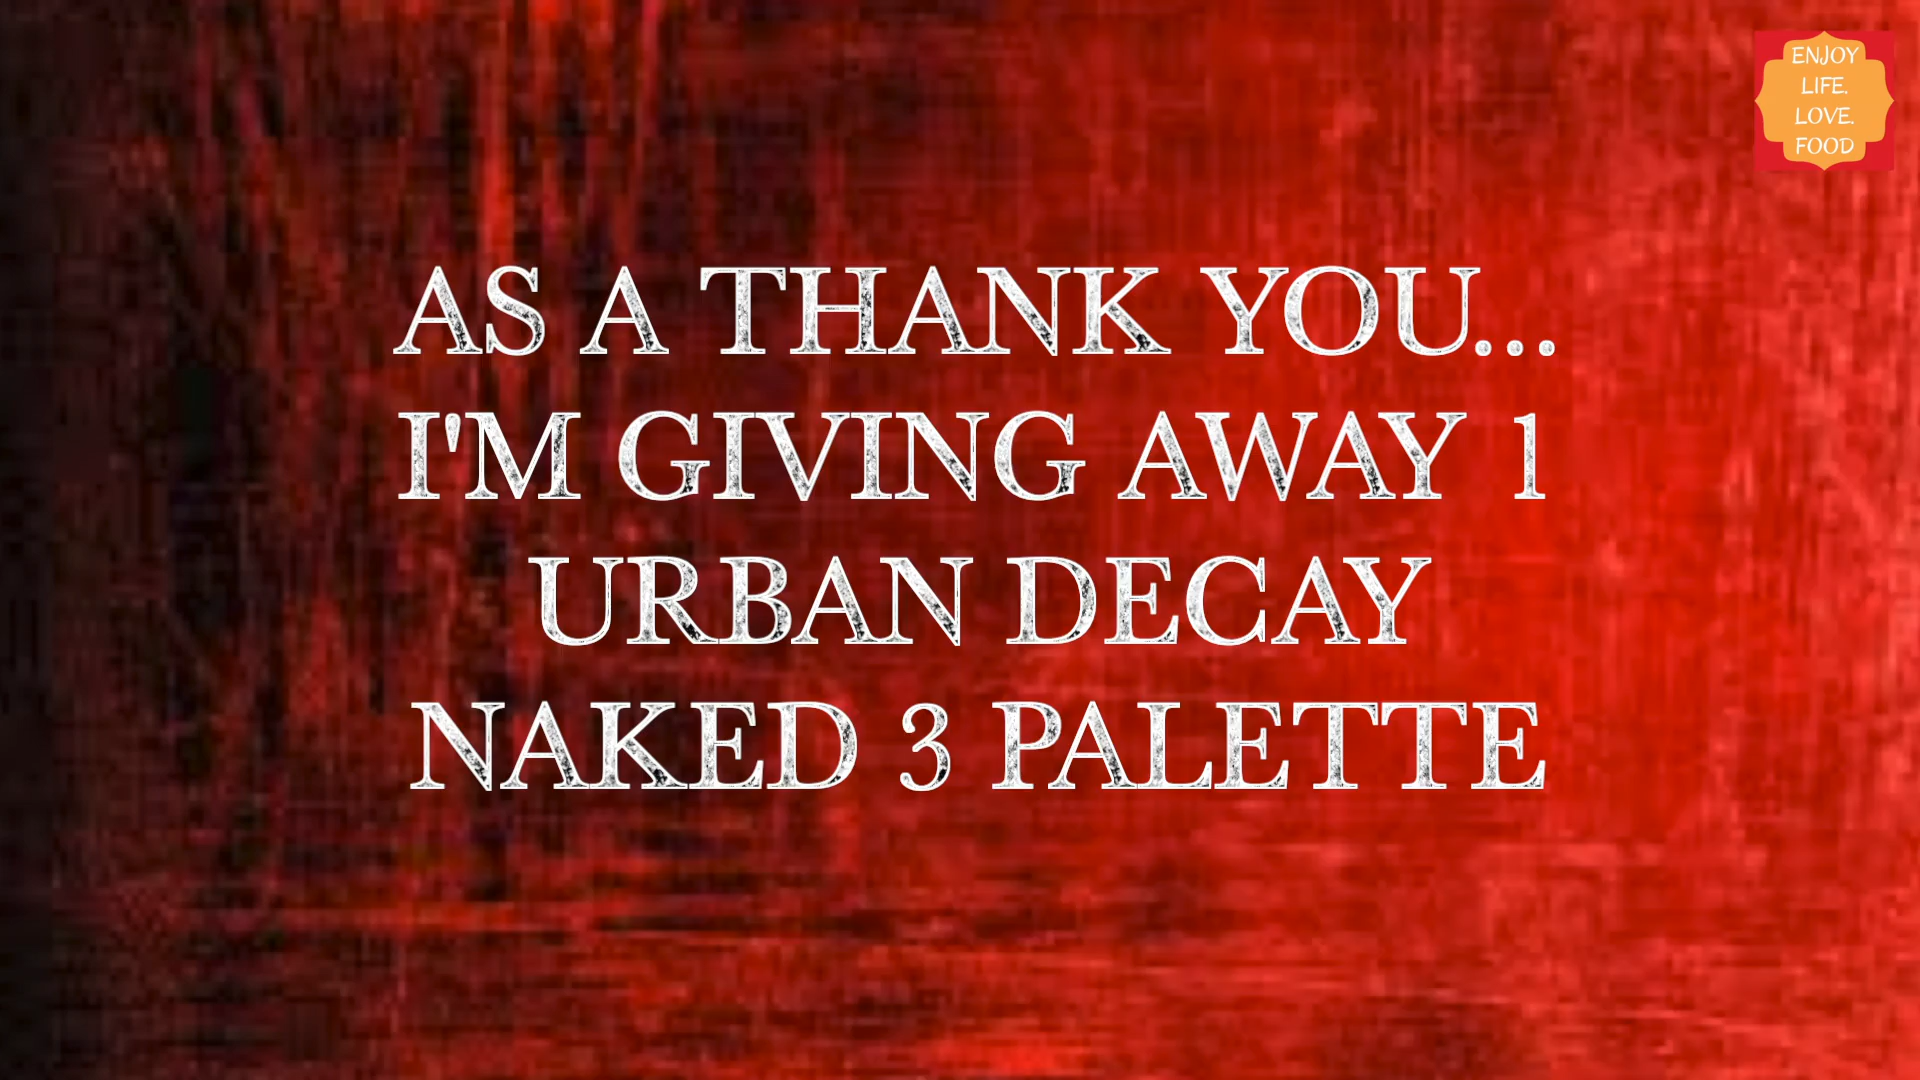 ENJOY
LIFE.
LOVE.
FOOD
AS A THANK YOU...
I'M GIVING AWAY 1
URBAN DECAY
NAKED 3 PALETTE